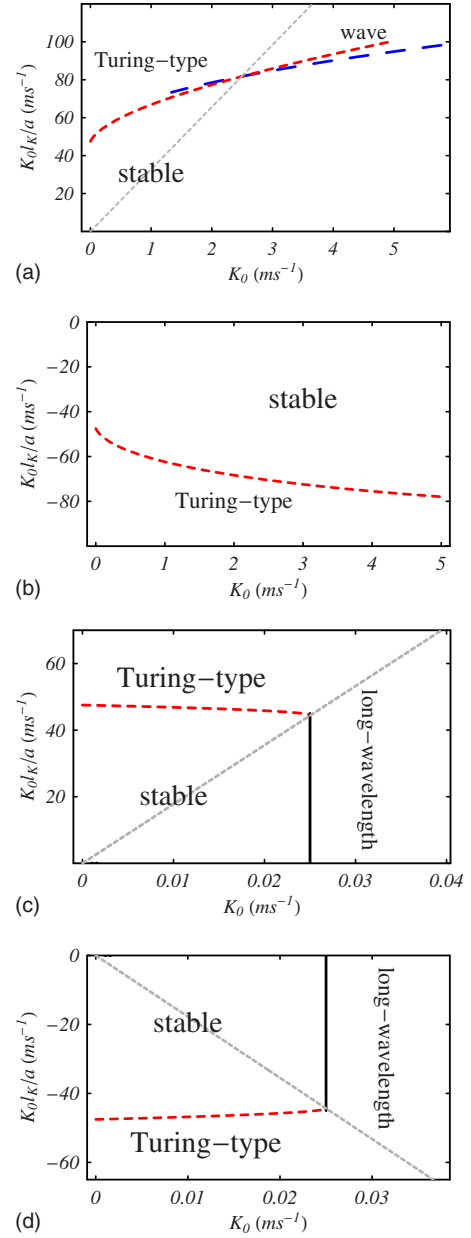 100
80
60
40
20
K₀l_K/a (ms⁻¹)
Turing−type
wave
stable
0 1 2 3 4 5
(a)
K₀ (ms⁻¹)
0
−20
−40
−60
−80
K₀l_K/a (ms⁻¹)
stable
Turing−type
0 1 2 3 4 5
(b)
K₀ (ms⁻¹)
60
40
20
K₀l_K/a (ms⁻¹)
Turing−type
stable
long−wavelength
0 0.01 0.02 0.03 0.04
(c)
K₀ (ms⁻¹)
0
−20
−40
−60
K₀l_K/a (ms⁻¹)
stable
long−wavelength
Turing−type
0 0.01 0.02 0.03
(d)
K₀ (ms⁻¹)